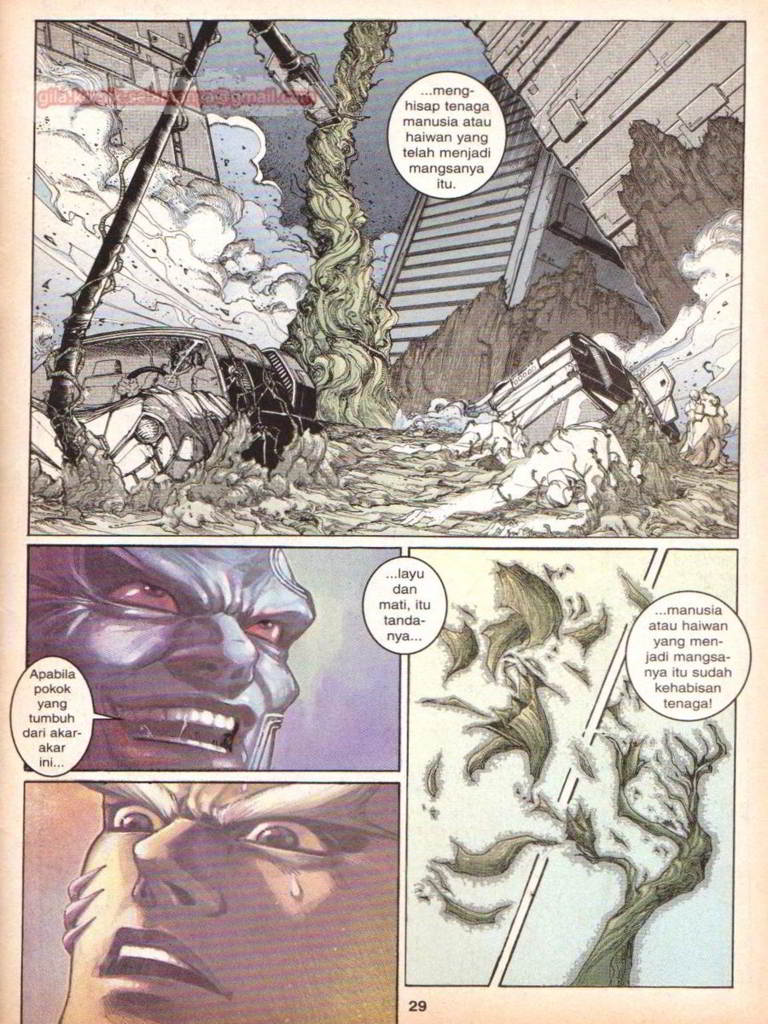 ...meng-
hisap tenaga
manusia atau
haiwan yang
telah menjadi
mangsanya
itu.
Apabila
pokok
yang
tumbuh
dari akar-
akar
ini...
...layu
dan
mati, itu
tanda-
nya...
...manusia
atau haiwan
yang men-
jadi mangsa-
nya itu sudah
kehabisan
tenaga!
29